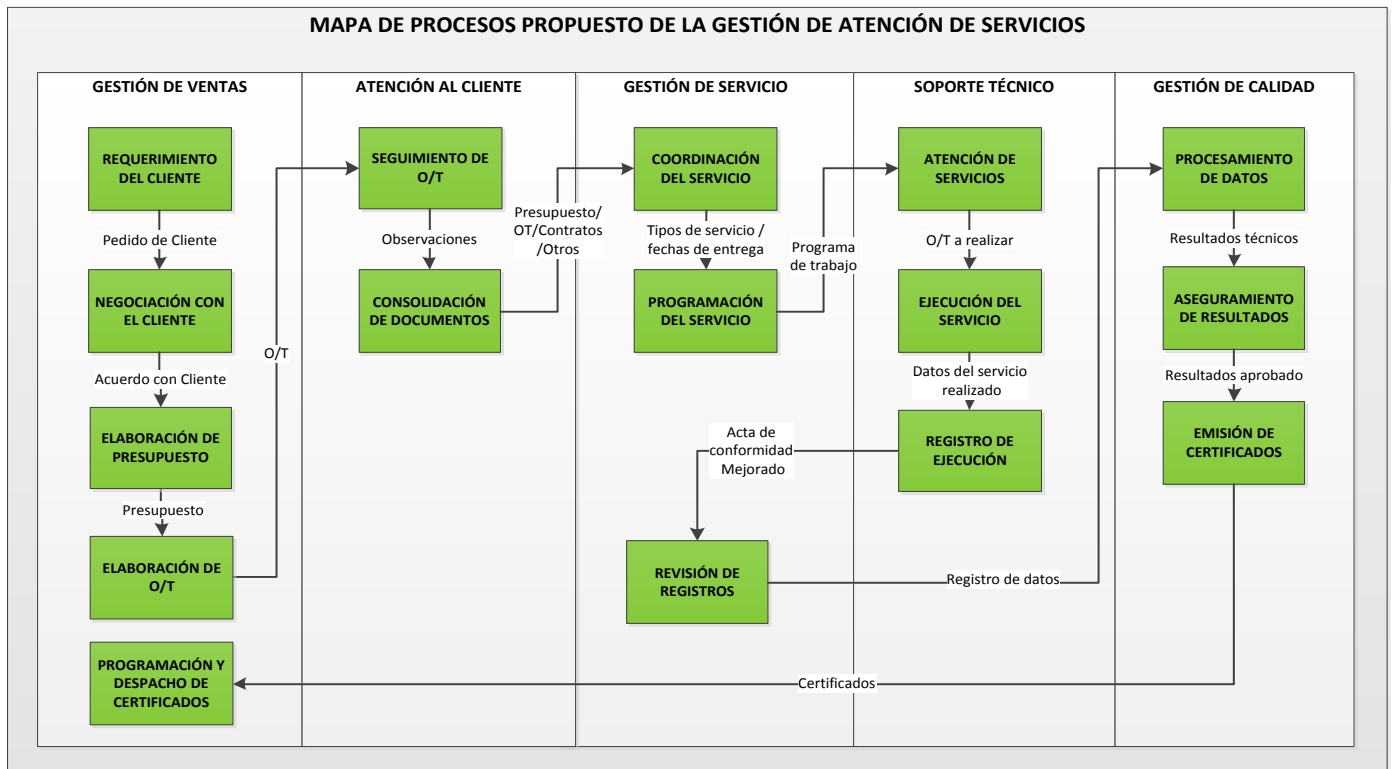 MAPA DE PROCESOS PROPUESTO DE LA GESTIÓN DE ATENCIÓN DE SERVICIOS
GESTIÓN DE VENTAS
REQUERIMIENTO
DEL CLIENTE
Pedido de Cliente
NEGOCIACIÓN CON
EL CLIENTE
Acuerdo con Cliente
ELABORACIÓN DE
PRESUPUESTO
Presupuesto
ELABORACIÓN DE
O/T
PROGRAMACIÓN Y
DESPACHO DE
CERTIFICADOS
O/T
ATENCIÓN AL CLIENTE
SEGUIMIENTO DE
O/T
Observaciones
CONSOLIDACIÓN
DE DOCUMENTOS
Presupuesto/
OT/Contratos
/Otros
GESTIÓN DE SERVICIO
COORDINACIÓN
DEL SERVICIO
Tipos de servicio /
fechas de entrega
PROGRAMACIÓN
DEL SERVICIO
Programa
de trabajo
Acta de
conformidad
Mejorado
REVISIÓN DE
REGISTROS
SOPORTE TÉCNICO
ATENCIÓN DE
SERVICIOS
O/T a realizar
EJECUCIÓN DEL
SERVICIO
Datos del servicio
realizado
REGISTRO DE
EJECUCIÓN
Registro de datos
Certificados
GESTIÓN DE CALIDAD
PROCESAMIENTO
DE DATOS
Resultados técnicos
ASEGURAMIENTO
DE RESULTADOS
Resultados aprobado
EMISIÓN DE
CERTIFICADOS